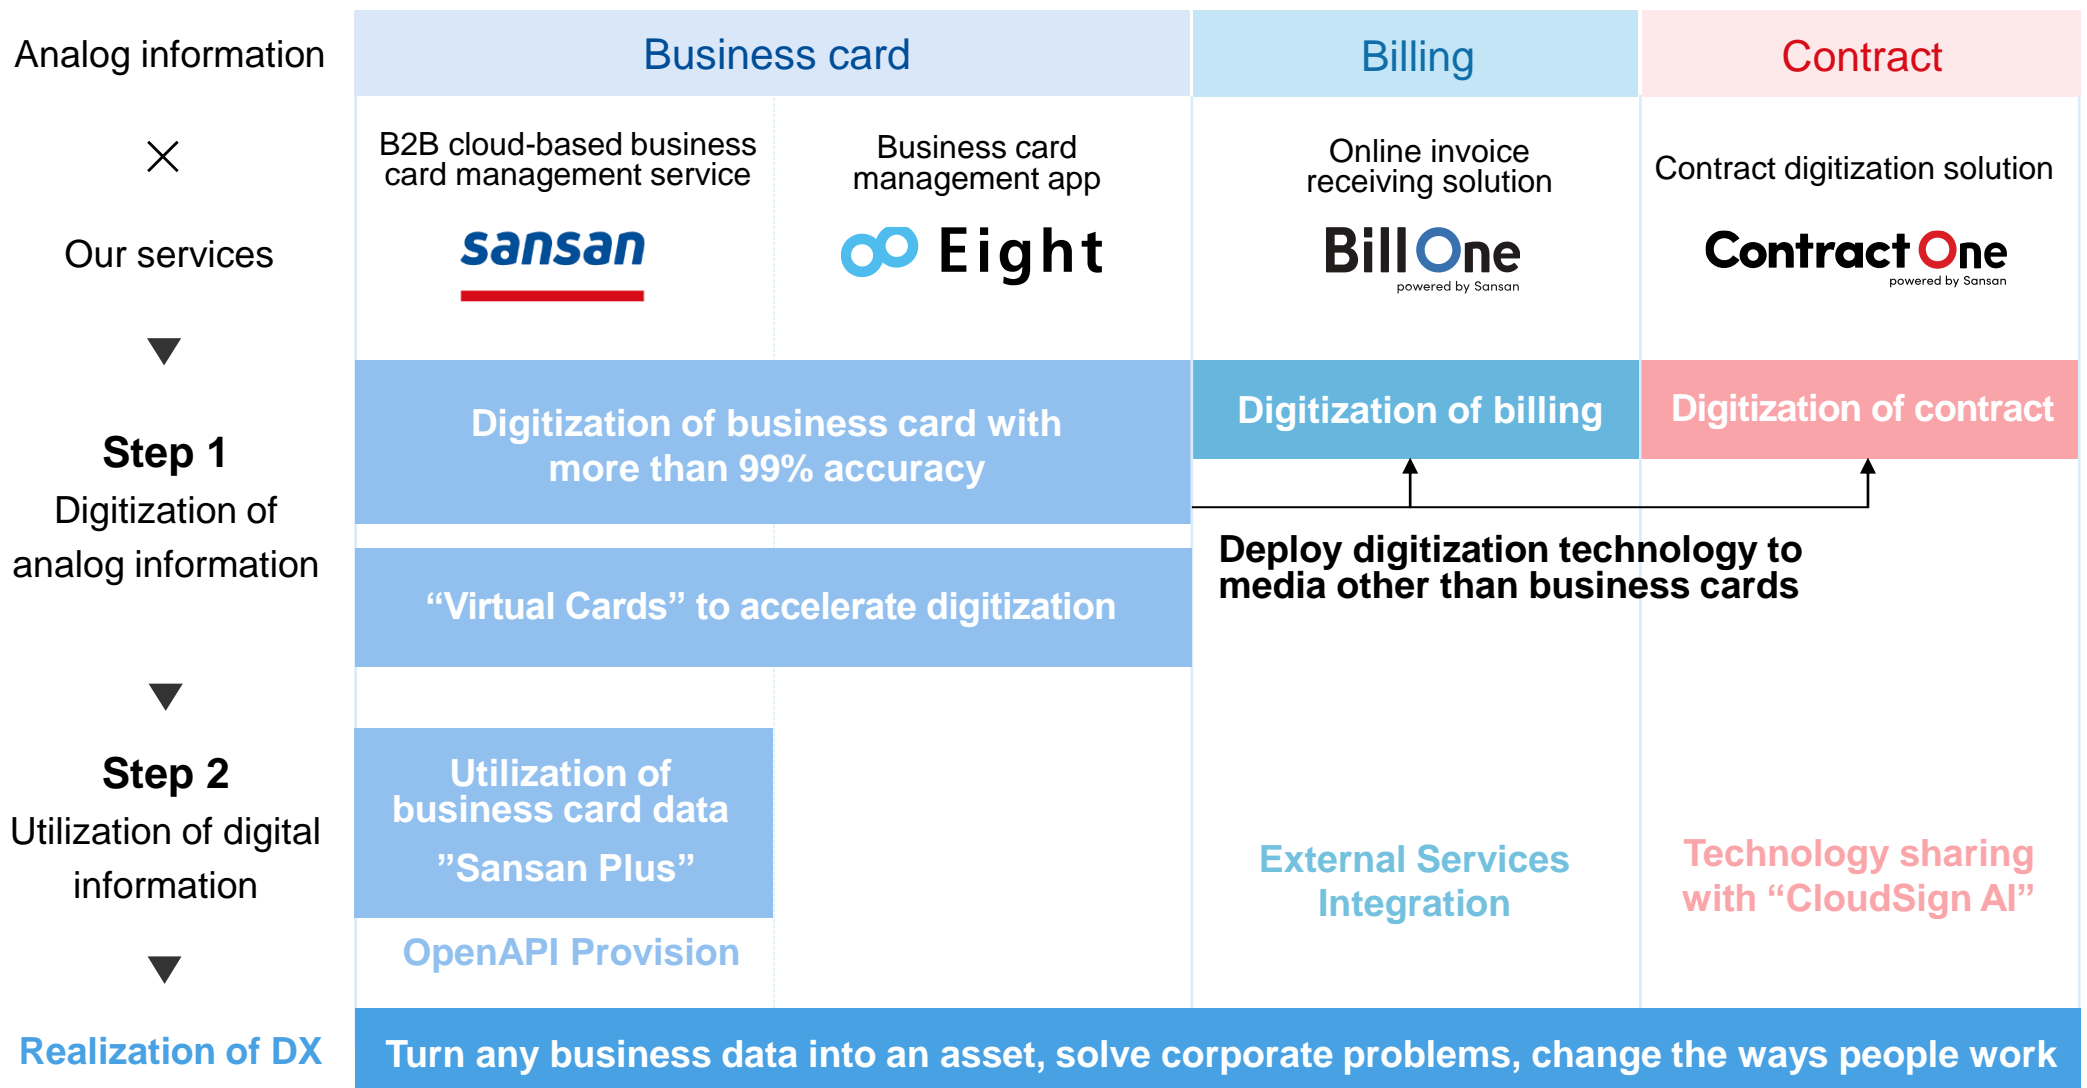 Analog information
Business card
Billing
Contract
Our services
B2B cloud-based business
card management service
sansan
Business card
management app
Eight
Online invoice
receiving solution
Bill One
powered by Sansan
Contract digitization solution
Contract One
powered by Sansan
Step 1
Digitization of
analog information
Digitization of business card with
more than 99% accuracy
Digitization of billing
Digitization of contract
Deploy digitization technology to
media other than business cards
“Virtual Cards” to accelerate digitization
Step 2
Utilization of digital
information
Utilization of
business card data
”Sansan Plus”
OpenAPI Provision
External Services
Integration
Technology sharing
with “CloudSign AI”
Realization of DX
Turn any business data into an asset, solve corporate problems, change the ways people work